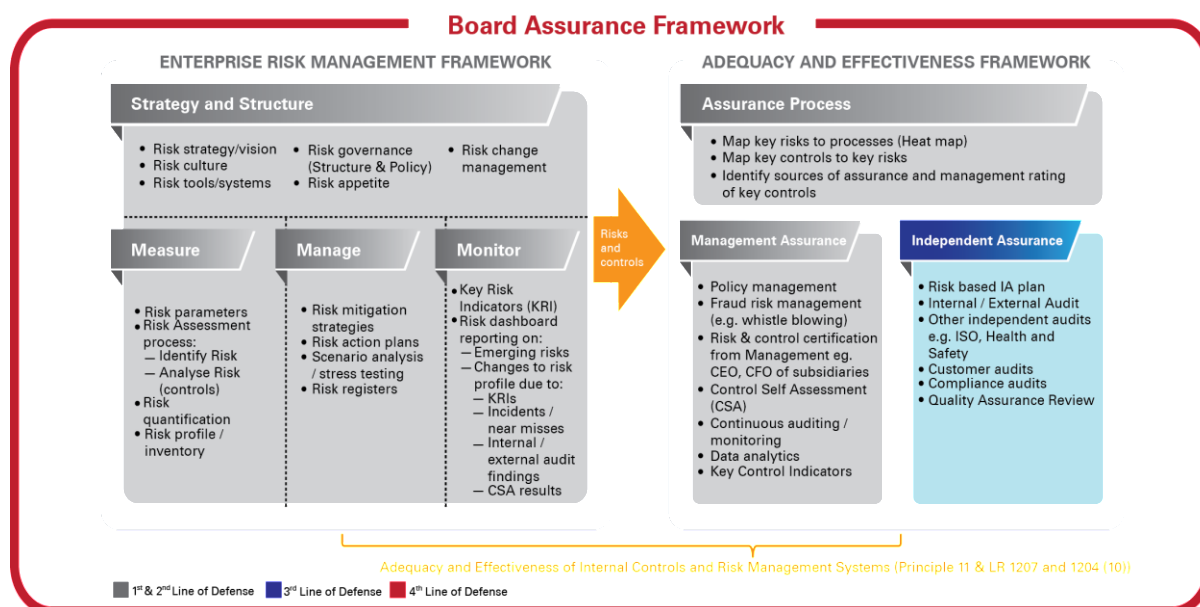 Board Assurance Framework
ENTERPRISE RISK MANAGEMENT FRAMEWORK
Strategy and Structure
• Risk strategy/vision
• Risk culture
• Risk tools/systems
• Risk governance
(Structure & Policy)
• Risk appetite
• Risk change
management
Measure
• Risk parameters
• Risk Assessment
process:
— Identify Risk
— Analyse Risk
(controls)
• Risk
quantification
• Risk profile /
inventory
Manage
• Risk mitigation
strategies
• Risk action plans
• Scenario analysis
/ stress testing
• Risk registers
Monitor
• Key Risk
Indicators (KRI)
• Risk dashboard
reporting on:
— Emerging risks
— Changes to risk
profile due to:
— KRIs
— Incidents /
near misses
— Internal /
external audit
findings
— CSA results
Risks
and
controls
ADEQUACY AND EFFECTIVENESS FRAMEWORK
Assurance Process
• Map key risks to processes (Heat map)
• Map key controls to key risks
• Identify sources of assurance and management rating
of key controls
Management Assurance
• Policy management
• Fraud risk management
(e.g. whistle blowing)
• Risk & control certification
from Management eg.
CEO, CFO of subsidiaries
• Control Self Assessment
(CSA)
• Continuous auditing /
monitoring
• Data analytics
• Key Control Indicators
Independent Assurance
• Risk based IA plan
• Internal / External Audit
• Other independent audits
e.g. ISO, Health and
Safety
• Customer audits
• Compliance audits
• Quality Assurance Review
Adequacy and Effectiveness of Internal Controls and Risk Management Systems (Principle 11 & LR 1207 and 1204 (10))
1st & 2nd Line of Defense
3rd Line of Defense
4th Line of Defense